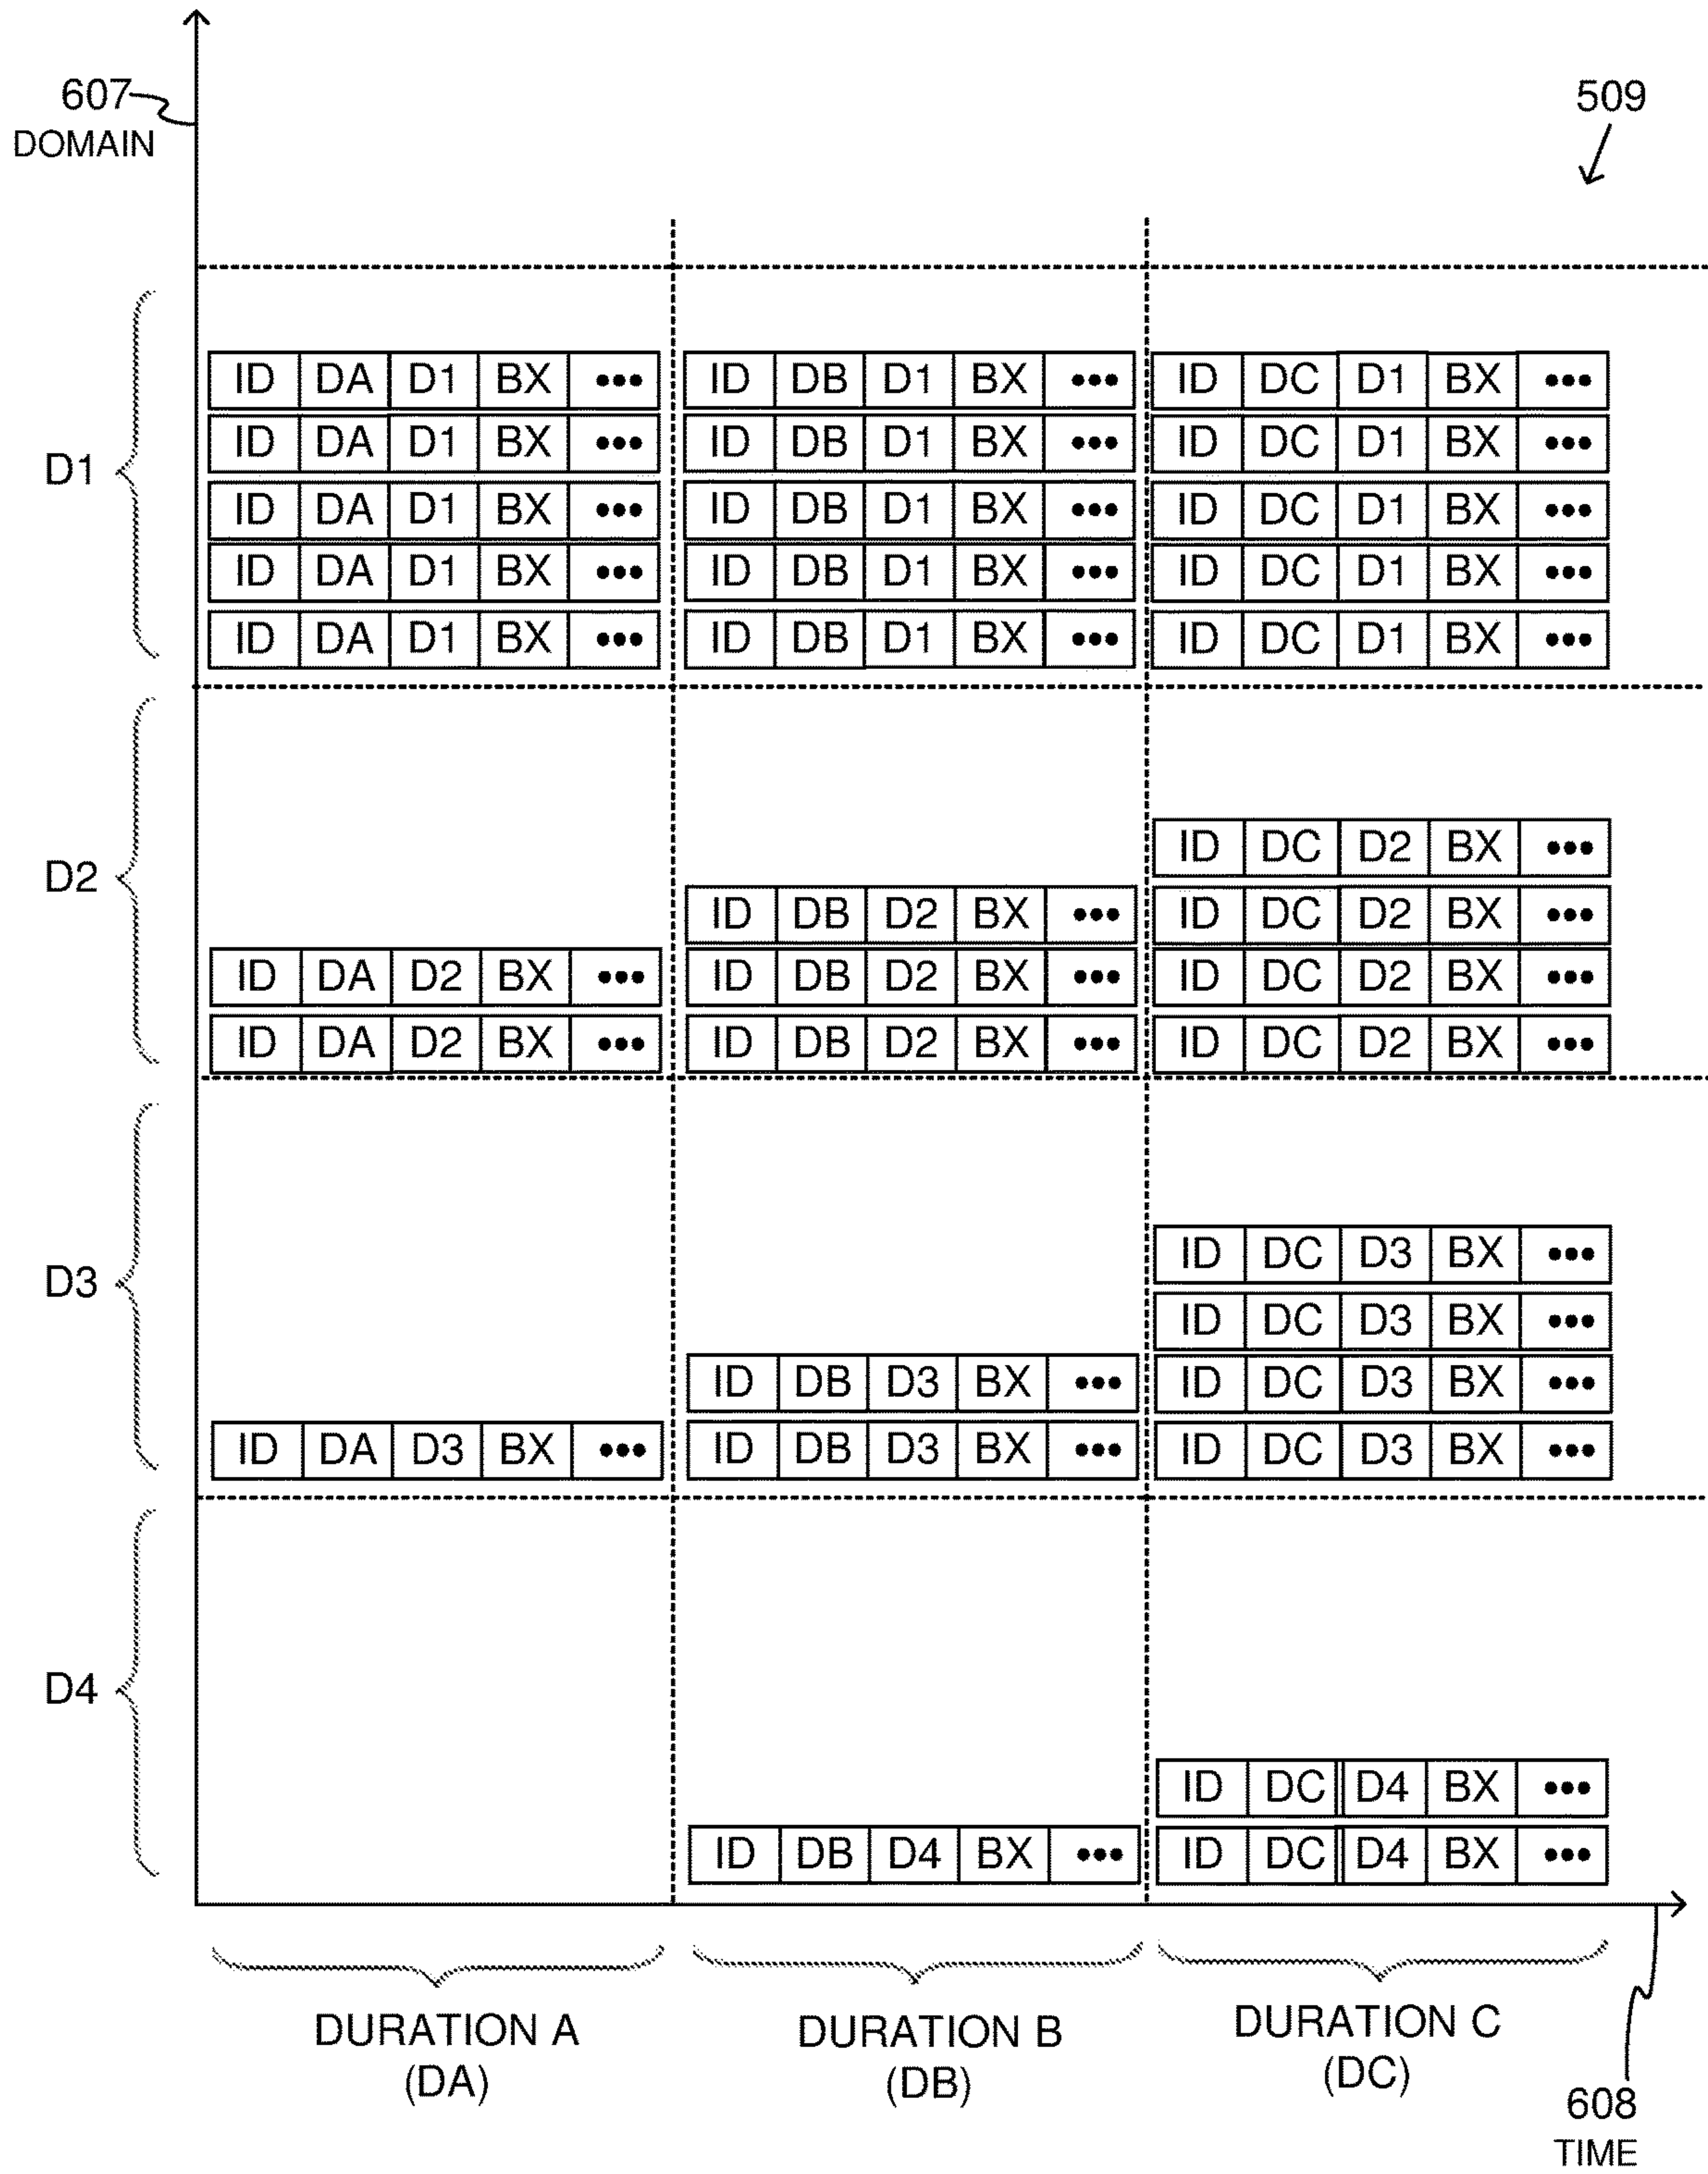 607
DOMAIN
509
D1
ID DA D1 BX ••• ID DB D1 BX ••• ID DC D1 BX •••
ID DA D1 BX ••• ID DB D1 BX ••• ID DC D1 BX •••
ID DA D1 BX ••• ID DB D1 BX ••• ID DC D1 BX •••
ID DA D1 BX ••• ID DB D1 BX ••• ID DC D1 BX •••
ID DA D1 BX ••• ID DB D1 BX ••• ID DC D1 BX •••
D2
ID DC D2 BX •••
ID DB D2 BX ••• ID DC D2 BX •••
ID DA D2 BX ••• ID DB D2 BX ••• ID DC D2 BX •••
ID DA D2 BX ••• ID DB D2 BX ••• ID DC D2 BX •••
D3
ID DC D3 BX •••
ID DC D3 BX •••
ID DB D3 BX ••• ID DC D3 BX •••
ID DA D3 BX ••• ID DB D3 BX ••• ID DC D3 BX •••
D4
ID DC D4 BX •••
ID DB D4 BX ••• ID DC D4 BX •••
DURATION A
(DA)
DURATION B
(DB)
DURATION C
(DC)
608
TIME